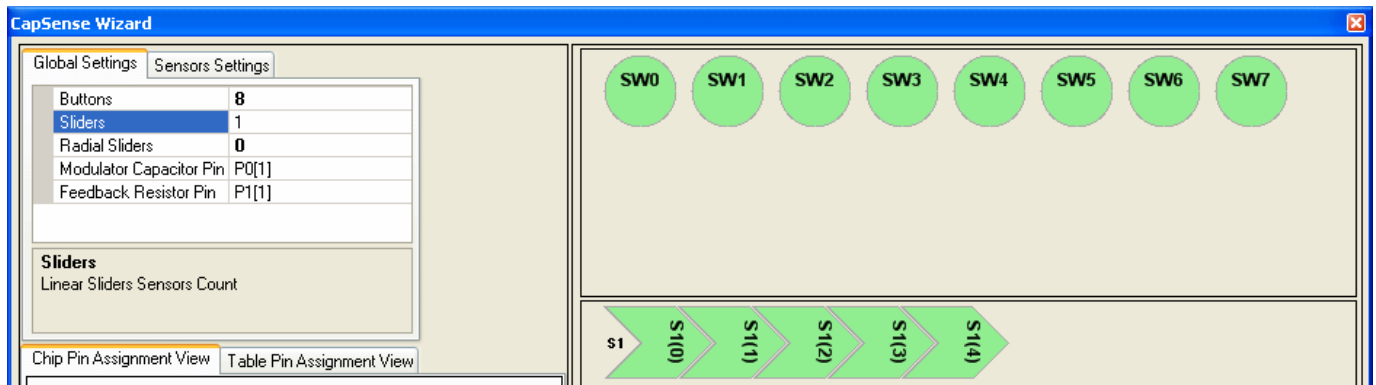 CapSense Wizard
Global Settings Sensors Settings
Buttons 8
Sliders 1
Radial Sliders 0
Modulator Capacitor Pin P0[1]
Feedback Resistor Pin P1[1]
Sliders
Linear Sliders Sensors Count
Chip Pin Assignment View Table Pin Assignment View
SW0 SW1 SW2 SW3 SW4 SW5 SW6 SW7
S1 S1(0) S1(1) S1(2) S1(3) S1(4)